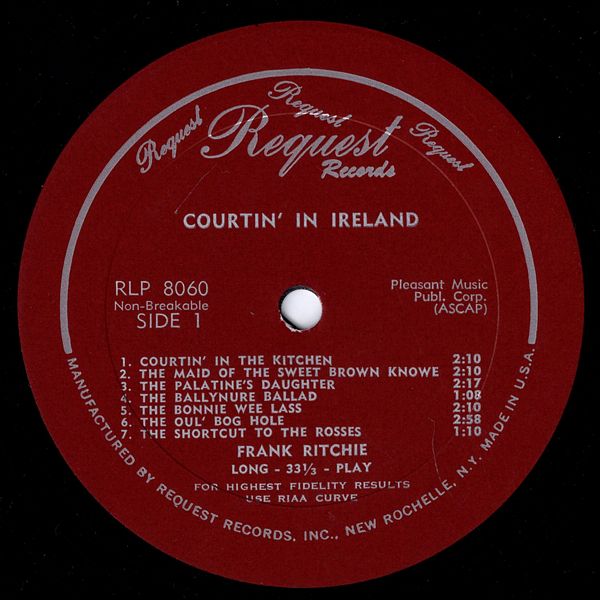 Request
Request
Request
Request
Records
COURTIN' IN IRELAND
RLP 8060
Non-Breakable
SIDE 1
Pleasant Music
Publ. Corp.
(ASCAP)
1. COURTIN' IN THE KITCHEN 2:10
2. THE MAID OF THE SWEET BROWN KNOWE 2:10
3. THE PALATINE'S DAUGHTER 2:17
4. THE BALLYNURE BALLAD 1:08
5. THE BONNIE WEE LASS 2:10
6. THE OUL' BOG HOLE 2:58
7. THE SHORTCUT TO THE ROSSES 1:10
FRANK RITCHIE
LONG - 33⅓ - PLAY
FOR HIGHEST FIDELITY RESULTS
USE RIAA CURVE
MANUFACTURED BY REQUEST RECORDS, INC., NEW ROCHELLE, N.Y. MADE IN U.S.A.